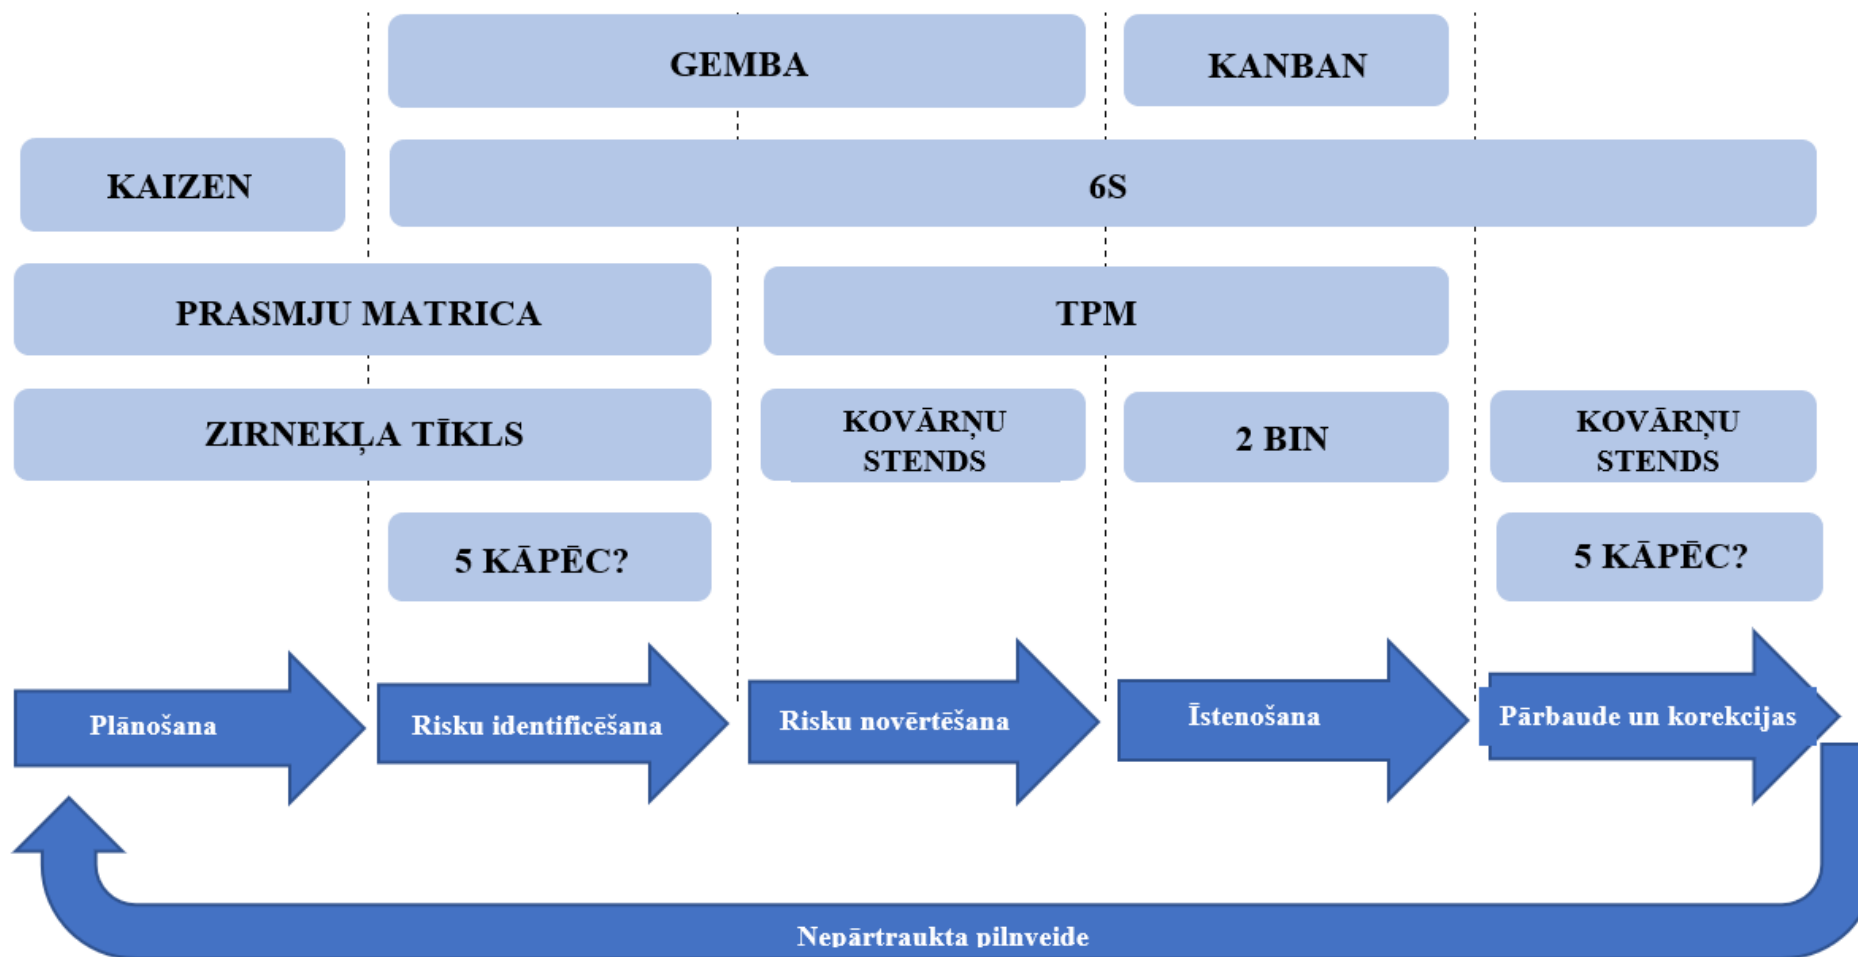 GEMBA
KANBAN
KAIZEN
6S
PRASMJU MATRICA
TPM
ZIRNEKĻA TĪKLS
KOVĀRŅU
STENDS
2 BIN
KOVĀRŅU
STENDS
5 KĀPĒC?
5 KĀPĒC?
Plānošana
Risku identificēšana
Risku novērtēšana
Īstenošana
Pārbaude un korekcijas
Nepārtraukta pilnveide